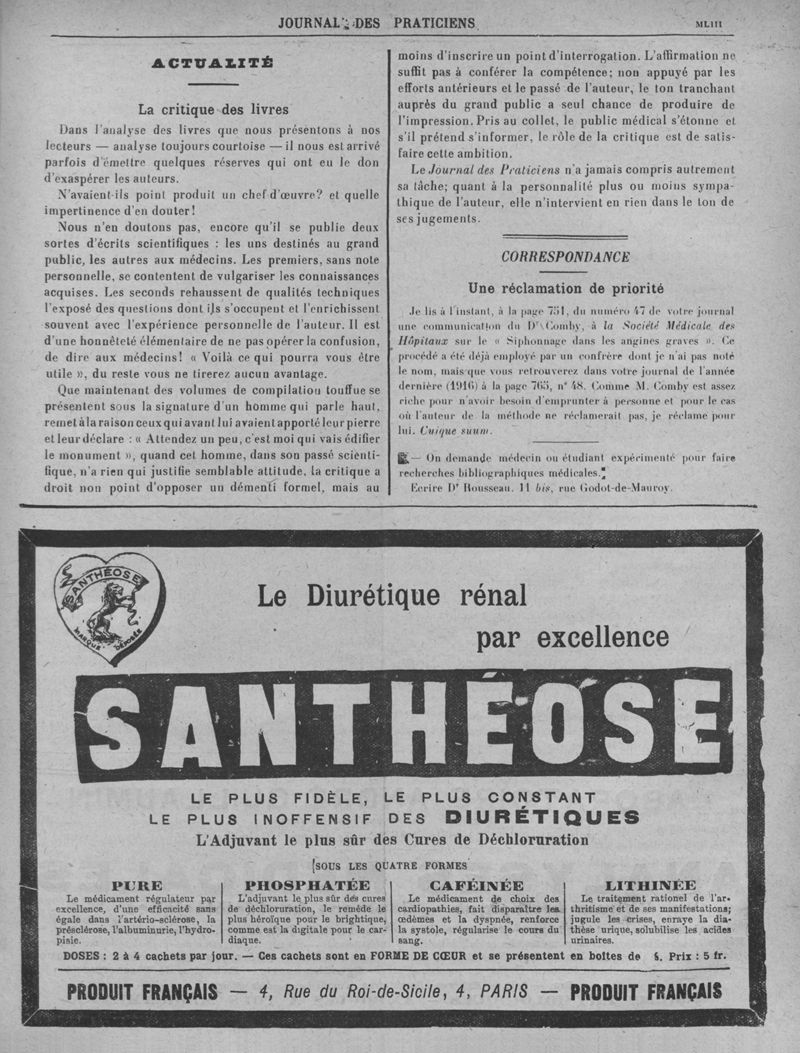 JOURNAL DES PRATICIENS
MLIII
ACTUALITÉ
La critique des livres
Dans l'analyse des livres que nous présentons à nos
lecteurs — analyse toujours courtoise — il nous est arrivé
parfois d'émettre quelques réserves qui ont eu le don
d'exaspérer les auteurs.
N'avaient-ils point produit un chef d'œuvre? et quelle
impertinence d'en douter!
Nous n'en doutons pas, encore qu'il se publie deux
sortes d'écrits scientifiques : les uns destinés au grand
public, les autres aux médecins. Les premiers, sans note
personnelle, se contentent de vulgariser les connaissances
acquises. Les seconds rehaussent de qualités techniques
l'exposé des questions dont ils s'occupent et l'enrichissent
souvent avec l'expérience personnelle de l'auteur. Il est
d'une honnêteté élémentaire de ne pas opérer la confusion,
de dire aux médecins! « Voilà ce qui pourra vous être
utile », du reste vous ne tirerez aucun avantage.
Que maintenant des volumes de compilation touffue se
présentent sous la signature d'un homme qui parle haut,
remet à la raison ceux qui avant lui avaient apporté leur pierre
et leur déclare : « Attendez un peu, c'est moi qui vais édifier
le monument », quand cet homme, dans son passé scienti-
fique, n'a rien qui justifie semblable attitude, la critique a
droit non point d'opposer un démenti formel, mais au
moins d'inscrire un point d'interrogation. L'affirmation ne
suffit pas à conférer la compétence; non appuyé par les
efforts antérieurs et le passé de l'auteur, le ton tranchant
auprès du grand public a seul chance de produire de
l'impression. Pris au collet, le public médical s'étonne et
s'il prétend s'informer, le rôle de la critique est de satis-
faire cette ambition.
Le Journal des Praticiens n'a jamais compris autrement
sa tâche; quant à la personnalité plus ou moins sympa-
thique de l'auteur, elle n'intervient en rien dans le ton de
ses jugements.
CORRESPONDANCE
Une réclamation de priorité
Je lis à l'instant, à la page 751, du numéro 47 de votre journal
une communication du Dr Comby, à la Société Médicale des
Hôpitaux sur le « Siphonnage dans les angines graves ». Ce
procédé a été déjà employé par un confrère dont je n'ai pas noté
le nom, mais que vous retrouverez dans votre journal de l'année
dernière (1916) à la page 765, n° 48. Comme M. Comby est assez
riche pour n'avoir besoin d'emprunter à personne et pour le cas
où l'auteur de la méthode ne réclamerait pas, je réclame pour
lui. Cuique suum.
— On demande médecin ou étudiant expérimenté pour faire
recherches bibliographiques médicales.
Ecrire Dr Rousseau. 11 bis, rue Godot-de-Mauroy.
SANTHÉOSE
MARQUE DÉPOSÉE
Le Diurétique rénal
par excellence
SANTHÉOSE
LE PLUS FIDÈLE, LE PLUS CONSTANT
LE PLUS INOFFENSIF DES DIURÉTIQUES
L'Adjuvant le plus sûr des Cures de Déchloruration
SOUS LES QUATRE FORMES
PURE
Le médicament régulateur par
excellence, d'une efficacité sans
égale dans l'artério-sclérose, la
présclérose, l'albuminurie, l'hydro-
pisie.
PHOSPHATÉE
L'adjuvant le plus sûr des cures
de déchloruration, le remède le
plus héroïque pour le brightique,
comme est la digitale pour le car-
diaque.
CAFÉINÉE
Le médicament de choix des
cardiopathies, fait disparaître les
œdèmes et la dyspnée, renforce
la systole, régularise le cours du
sang.
LITHINÉE
Le traitement rationel de l'ar-
thritisme et de ses manifestations;
jugule les crises, enraye la dia-
thèse urique, solubilise les acides
urinaires.
DOSES : 2 à 4 cachets par jour. — Ces cachets sont en FORME DE CŒUR et se présentent en boîtes de . Prix : 5 fr.
PRODUIT FRANÇAIS — 4, Rue du Roi-de-Sicile, 4, PARIS — PRODUIT FRANÇAIS